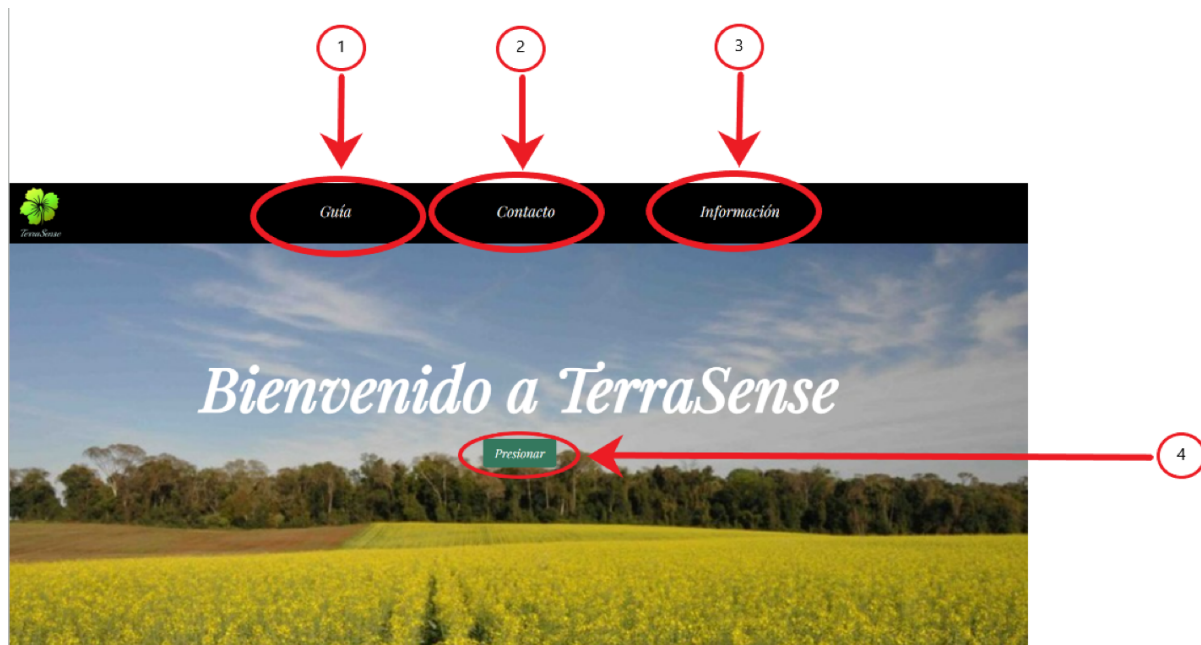 1
2
3
Guía
Contacto
Información
TerraSense
Bienvenido a TerraSense
Presionar
4